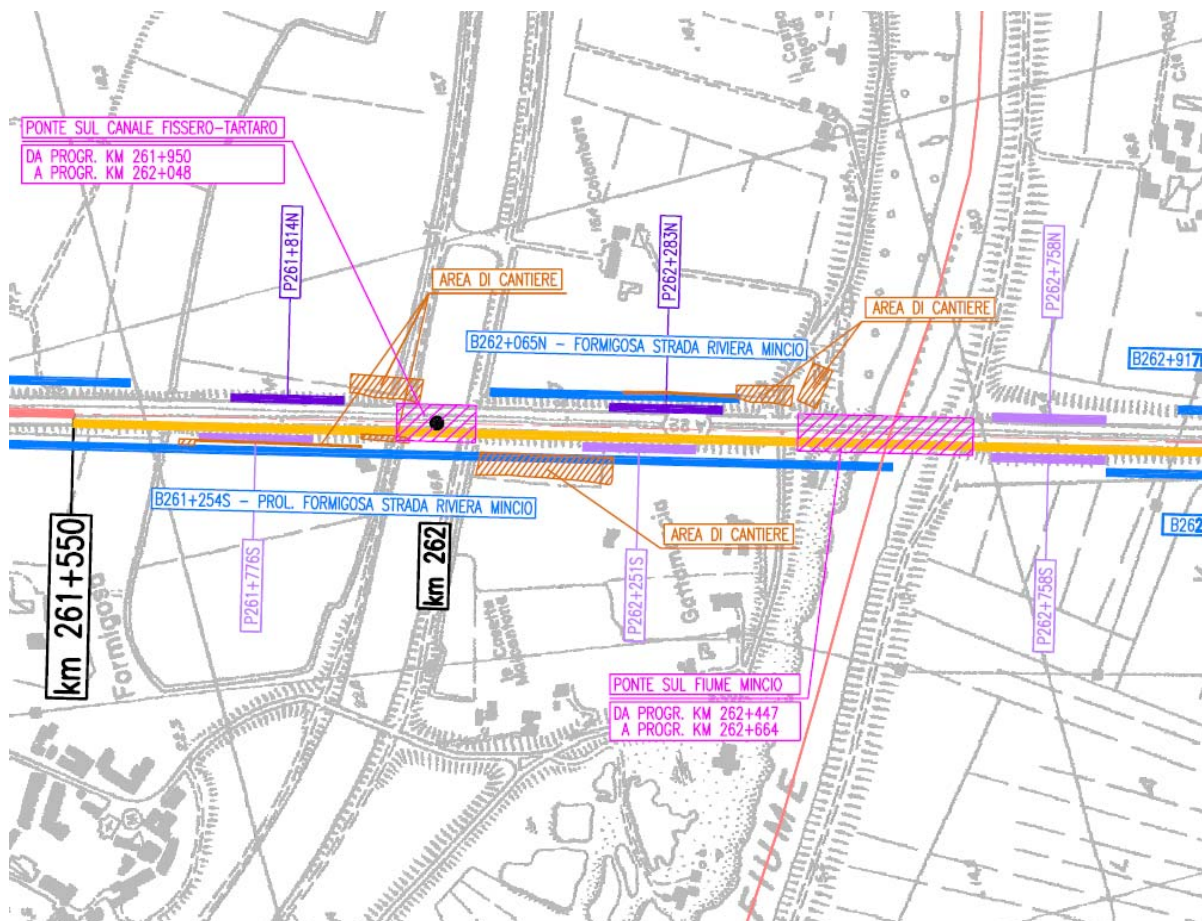 PONTE SUL CANALE FISSERO-TARTARO
DA PROGR. KM 261+950
A PROGR. KM 262+048
P261+814N
AREA DI CANTIERE
P262+283N
AREA DI CANTIERE
P262+758N
B262+065N - FORMIGOSA STRADA RIVIERA MINCIO
B262+917
B261+254S - PROL. FORMIGOSA STRADA RIVIERA MINCIO
AREA DI CANTIERE
B262
km 261+550
P261+776S
km 262
P262+251S
P262+758S
PONTE SUL FIUME MINCIO
DA PROGR. KM 262+447
A PROGR. KM 262+664
Formigosa
Colombera
FIUME